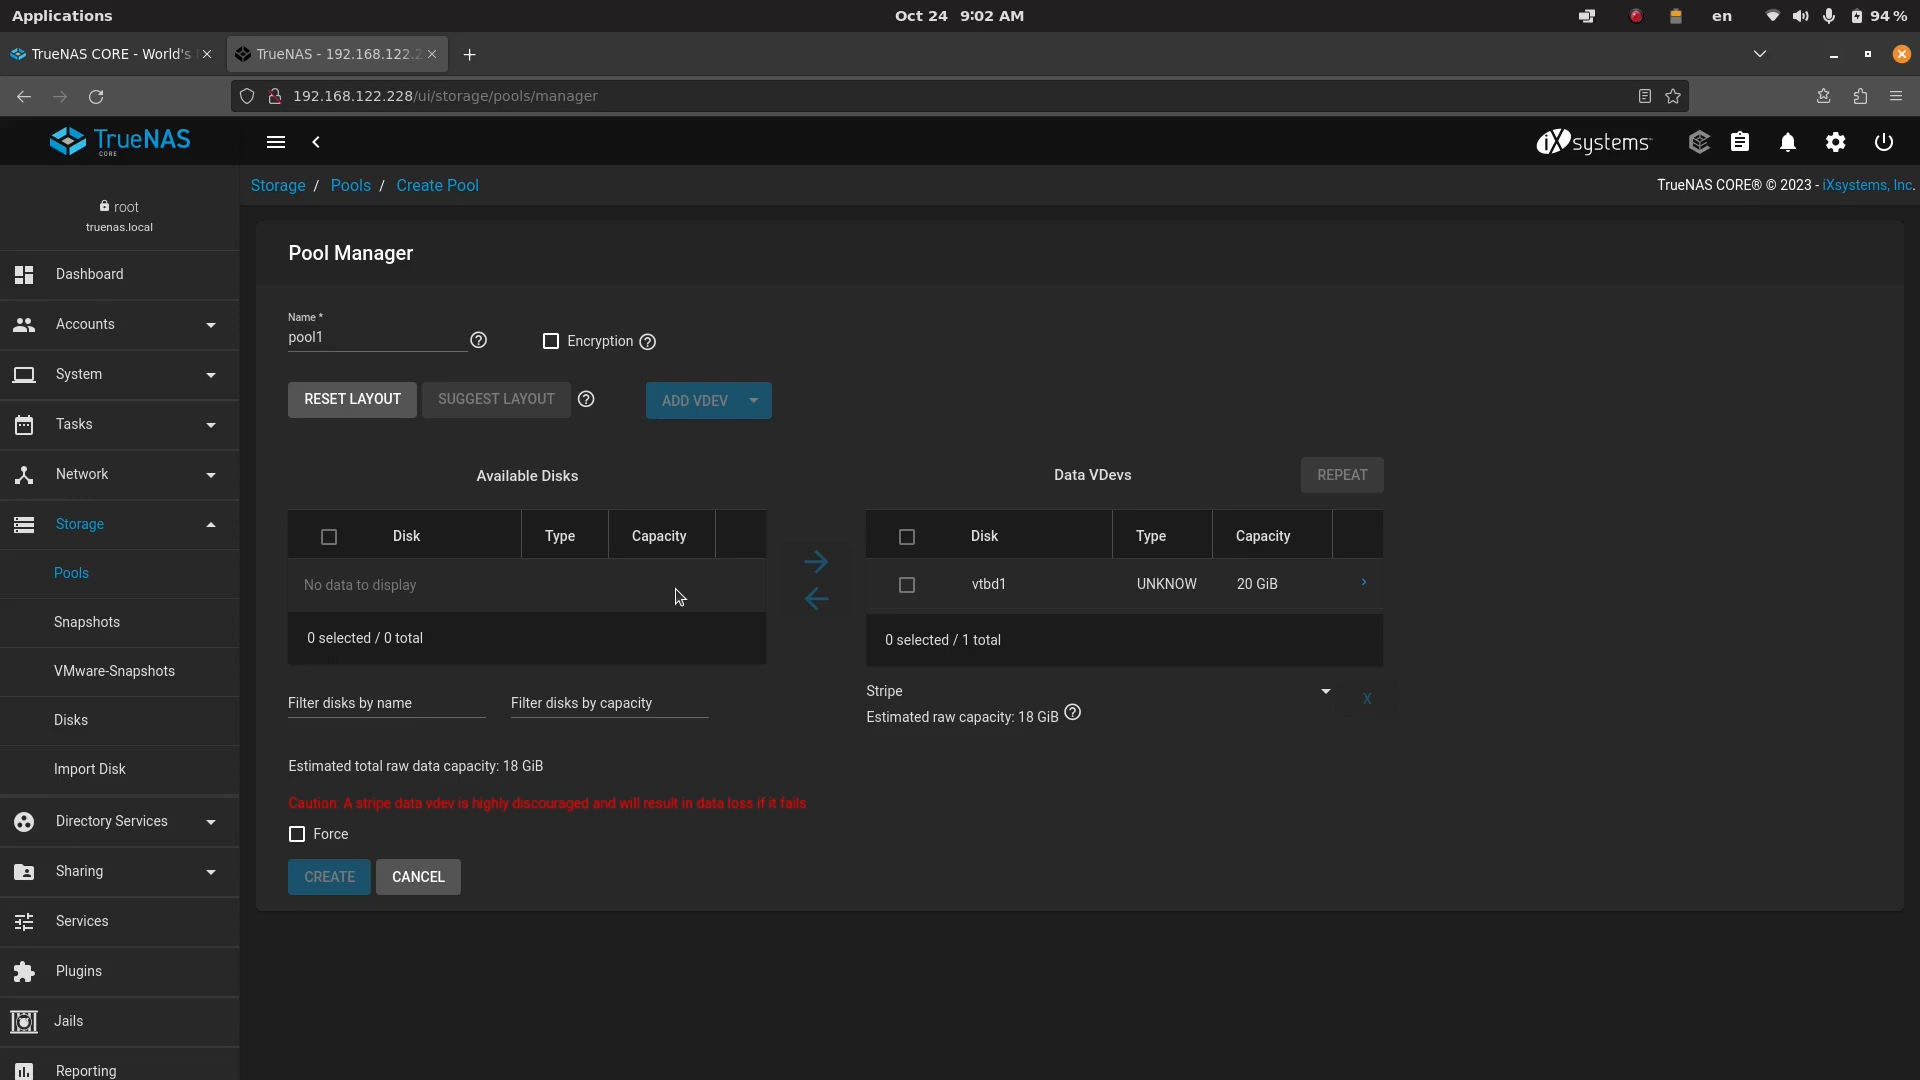 Applications
Oct 24 9:02 AM
en
94 %
TrueNAS CORE - World's
TrueNAS - 192.168.122.2
192.168.122.228/ui/storage/pools/manager
TrueNAS
CORE
iXsystems
Storage / Pools / Create Pool
TrueNAS CORE® © 2023 - iXsystems, Inc.
root
truenas.local
Dashboard
Accounts
System
Tasks
Network
Storage
Pools
Snapshots
VMware-Snapshots
Disks
Import Disk
Directory Services
Sharing
Services
Plugins
Jails
Reporting
Pool Manager
Name *
pool1
Encryption
RESET LAYOUT
SUGGEST LAYOUT
ADD VDEV
Available Disks
Disk Type Capacity
No data to display
0 selected / 0 total
Filter disks by name
Filter disks by capacity
Data VDevs
REPEAT
Disk Type Capacity
vtbd1 UNKNOW 20 GiB
0 selected / 1 total
Stripe
X
Estimated raw capacity: 18 GiB
Estimated total raw data capacity: 18 GiB
Caution: A stripe data vdev is highly discouraged and will result in data loss if it fails
Force
CREATE
CANCEL